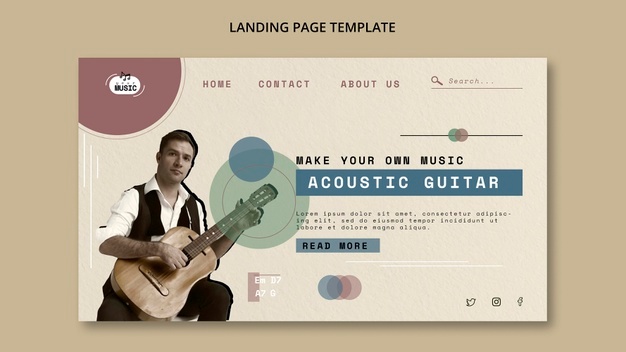 LANDING PAGE TEMPLATE
MUSIC
HOME CONTACT ABOUT US
Search...
MAKE YOUR OWN MUSIC
ACOUSTIC GUITAR
Lorem ipsum dolor sit amet, consectetur adipisc-
ing elit, sed do eiusmod tempor incididunt ut
labore et dolore magna aliqua.
READ MORE
Em D7
A7 G